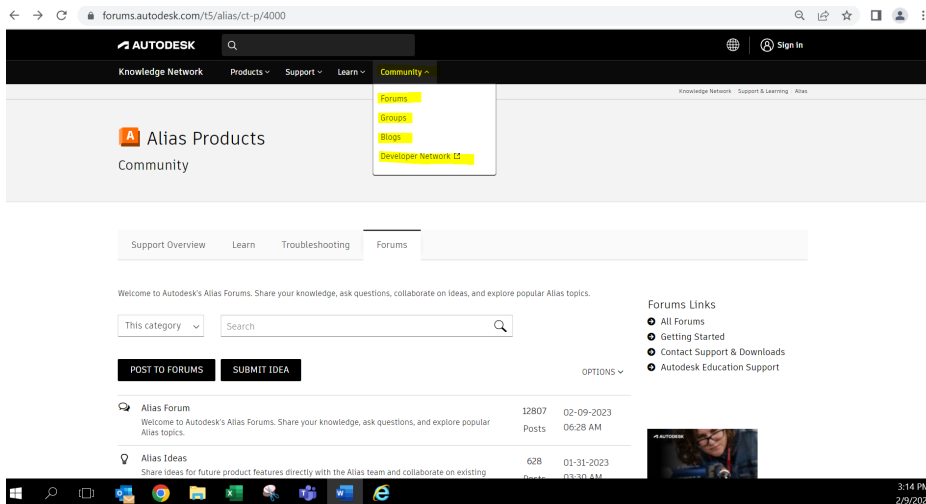 forums.autodesk.com/t5/alias/ct-p/4000
AUTODESK
Sign in
Knowledge Network Products Support Learn Community
Forums
Groups
Blogs
Developer Network
Knowledge Network Support & Learning Alias
A Alias Products
Community
Support Overview Learn Troubleshooting Forums
Welcome to Autodesk's Alias Forums. Share your knowledge, ask questions, collaborate on ideas, and explore popular Alias topics.
This category Search
POST TO FORUMS SUBMIT IDEA OPTIONS
Forums Links
All Forums
Getting Started
Contact Support & Downloads
Autodesk Education Support
Alias Forum 12807 02-09-2023
Welcome to Autodesk's Alias Forums. Share your knowledge, ask questions, and explore popular Posts 06:28 AM
Alias topics.
Alias Ideas 628 01-31-2023
Share ideas for future product features directly with the Alias team and collaborate on existing Posts 03:30 AM
AUTODESK
3:14 PM